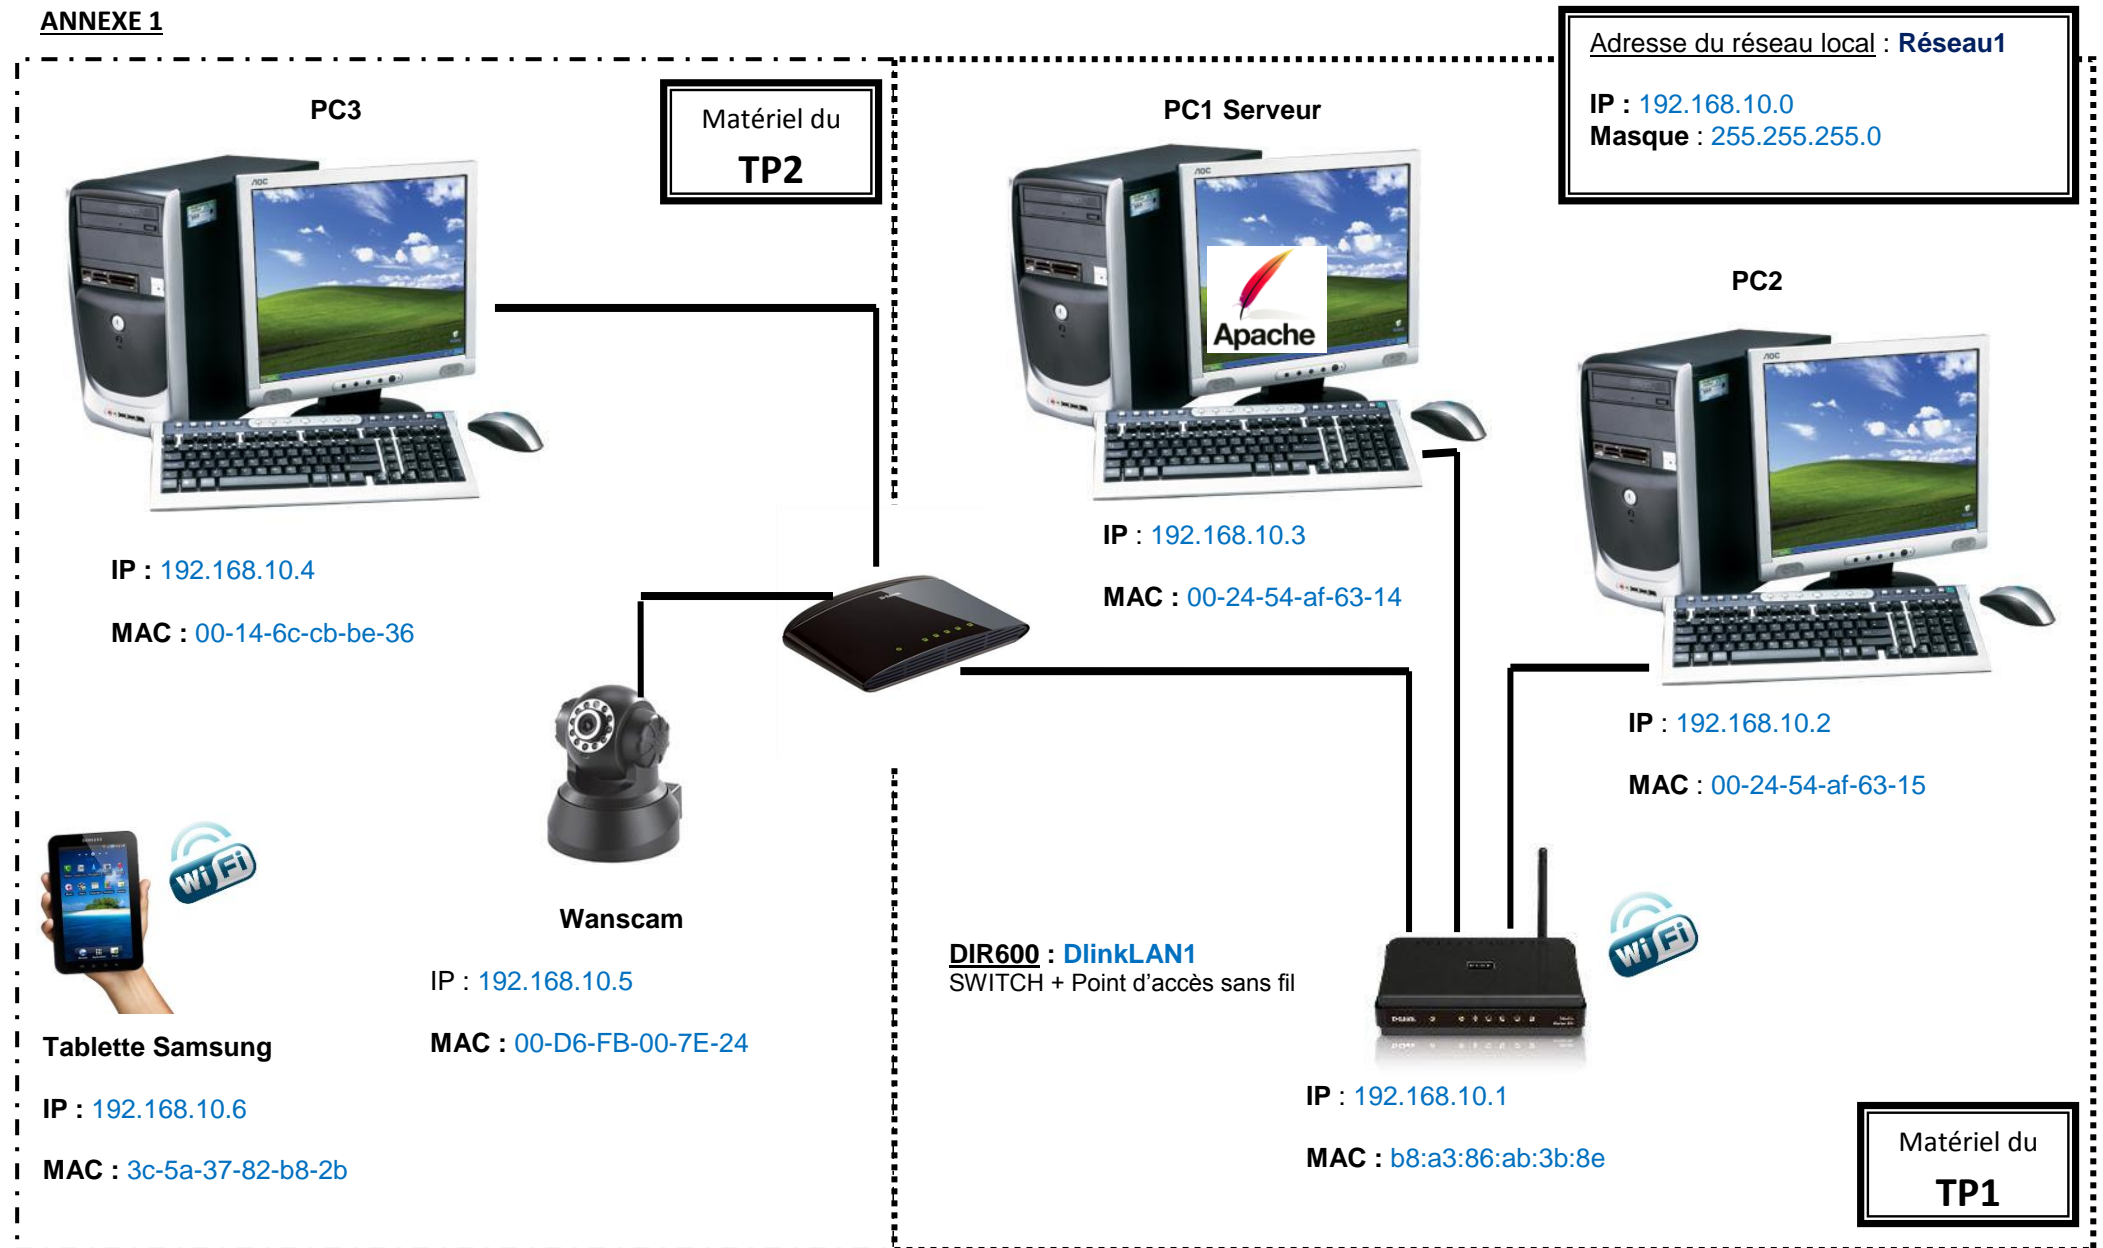 ANNEXE 1
Adresse du réseau local : Réseau1
IP : 192.168.10.0
Masque : 255.255.255.0
PC3
Matériel du
TP2
PC1 Serveur
PC2
AOC
AOC
AOC
Apache
IP : 192.168.10.4
MAC : 00-14-6c-cb-be-36
IP : 192.168.10.3
MAC : 00-24-54-af-63-14
IP : 192.168.10.2
MAC : 00-24-54-af-63-15
Wi Fi
Wanscam
IP : 192.168.10.5
MAC : 00-D6-FB-00-7E-24
Tablette Samsung
IP : 192.168.10.6
MAC : 3c-5a-37-82-b8-2b
DIR600 : DlinkLAN1
SWITCH + Point d'accès sans fil
Wi Fi
D-Link
IP : 192.168.10.1
MAC : b8:a3:86:ab:3b:8e
Matériel du
TP1